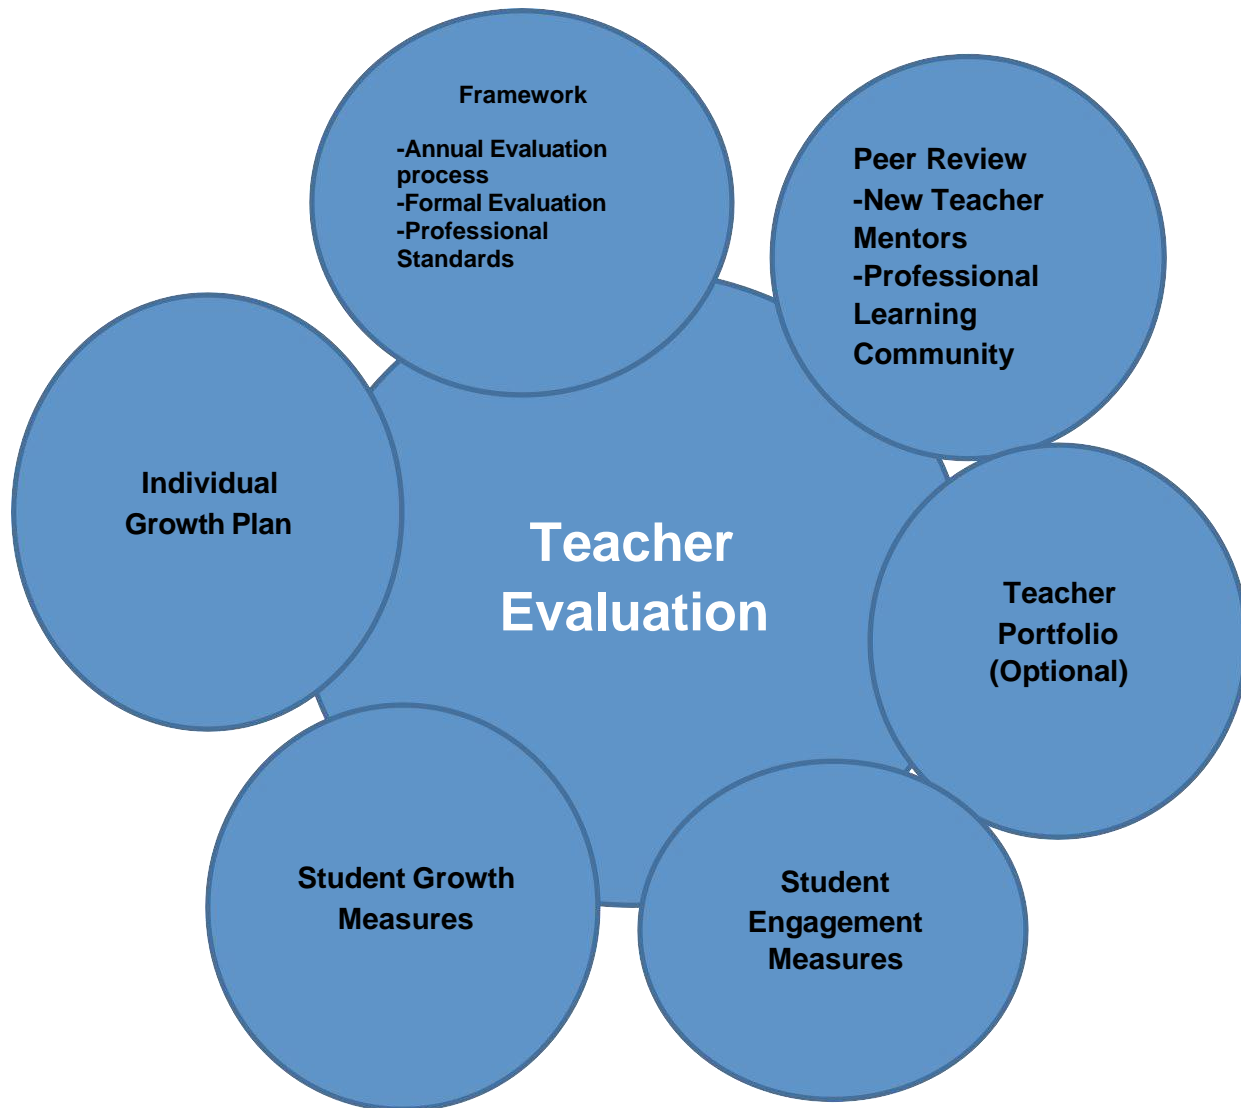 Framework
-Annual Evaluation
process
-Formal Evaluation
-Professional
Standards
Peer Review
-New Teacher
Mentors
-Professional
Learning
Community
Individual
Growth Plan
Teacher
Evaluation
Teacher
Portfolio
(Optional)
Student Growth
Measures
Student
Engagement
Measures